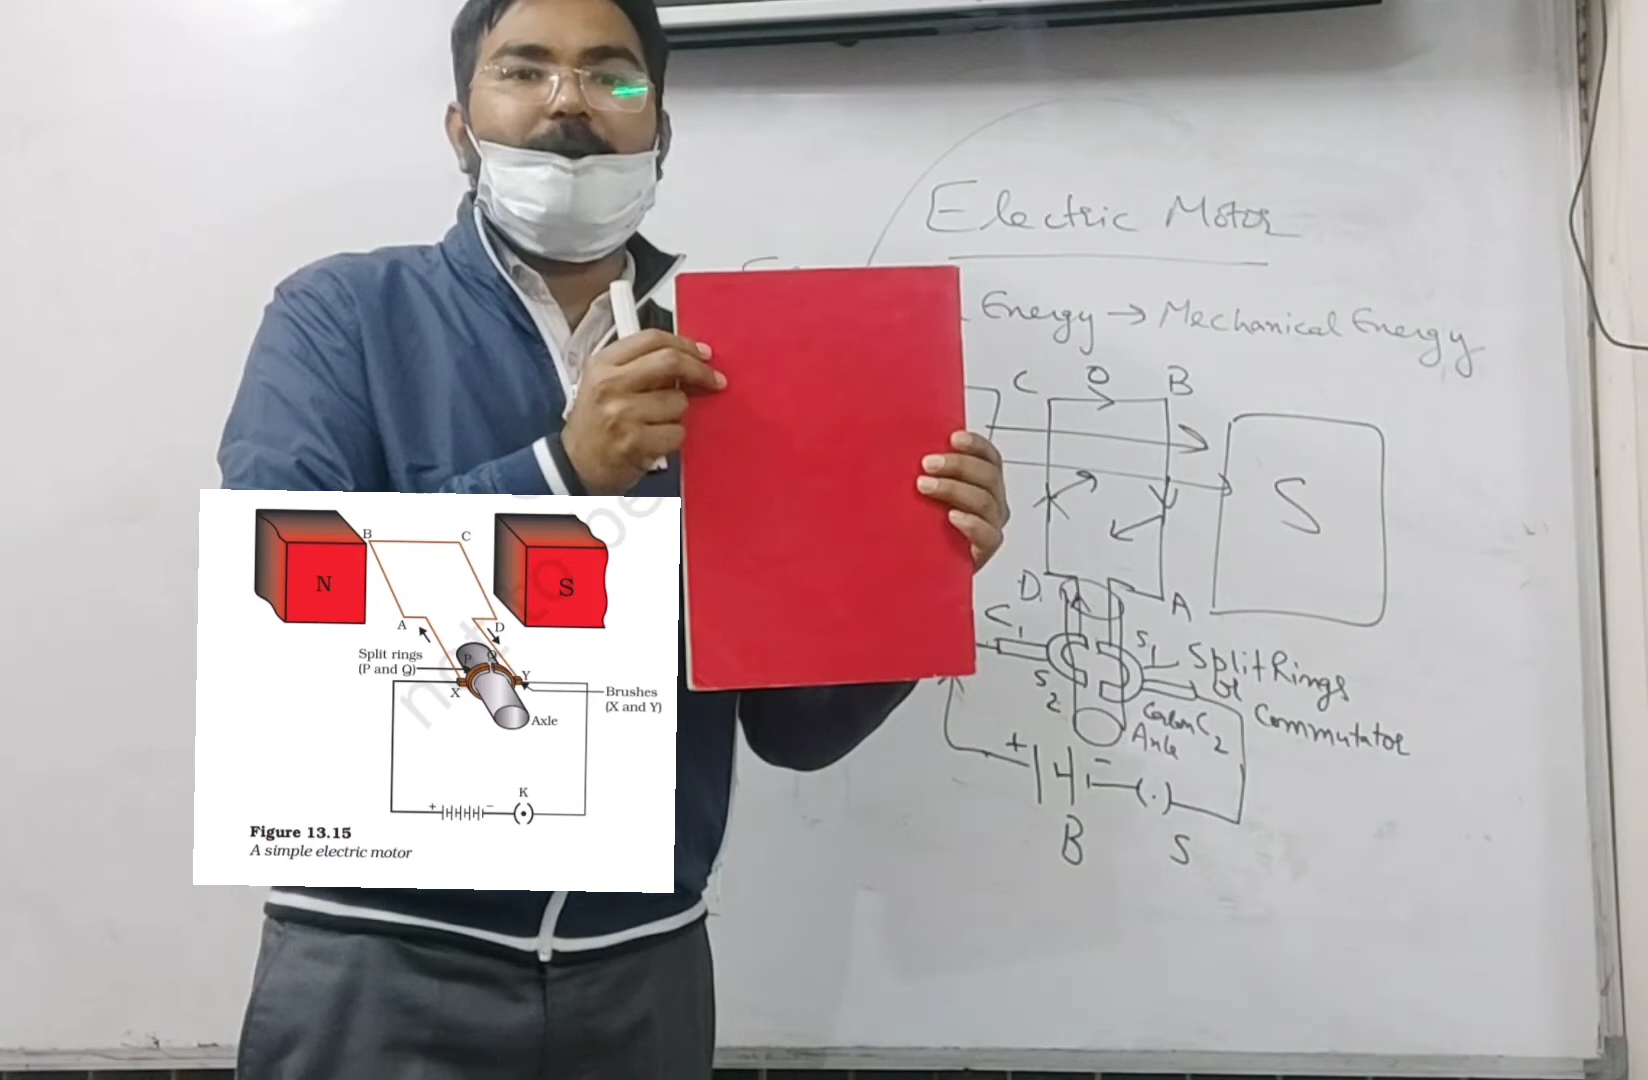 Electric Motor
Energy → Mechanical Energy
C O B
S
D A
C1
S1 Split Rings
S2 or
Commutator
Carbon C2
Axle
+ -
B S
N
S
B C
A D
Split rings
(P and Q)
P Q
X Y
Brushes
(X and Y)
Axle
K
+ -
Figure 13.15
A simple electric motor